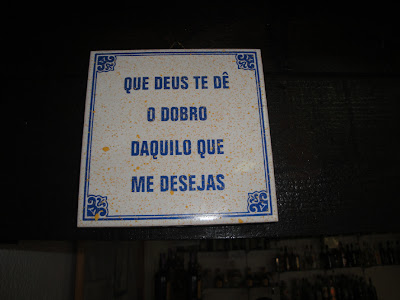 QUE DEUS TE DÊ
O DOBRO
DAQUILO QUE
ME DESEJAS